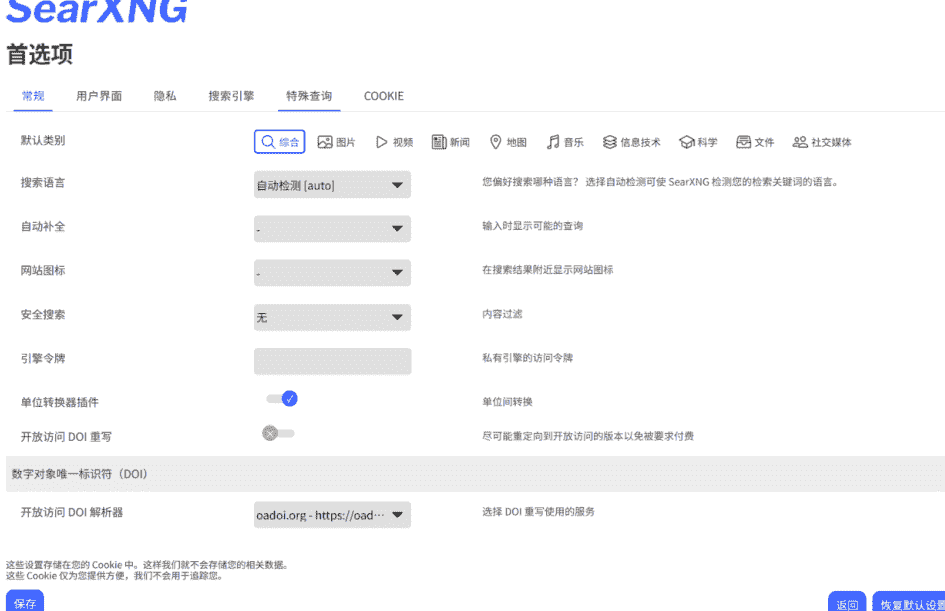 SearXNG
首选项
常规 用户界面 隐私 搜索引擎 特殊查询 COOKIE
默认类别 综合 图片 视频 新闻 地图 音乐 信息技术 科学 文件 社交媒体
搜索语言 自动检测 [auto] 您偏好搜索哪种语言？ 选择自动检测可使 SearXNG 检测您的检索关键词的语言。
自动补全 - 输入时显示可能的查询
网站图标 - 在搜索结果附近显示网站图标
安全搜索 无 内容过滤
引擎令牌 私有引擎的访问令牌
单位转换器插件 单位间转换
开放访问 DOI 重写 尽可能重定向到开放访问的版本以免被要求付费
数字对象唯一标识符（DOI）
开放访问 DOI 解析器 oadoi.org - https://oad… 选择 DOI 重写使用的服务
这些设置存储在您的 Cookie 中。这样我们就不会存储您的相关数据。
这些 Cookie 仅为您提供方便，我们不会用于追踪您。
保存 返回 恢复默认设置